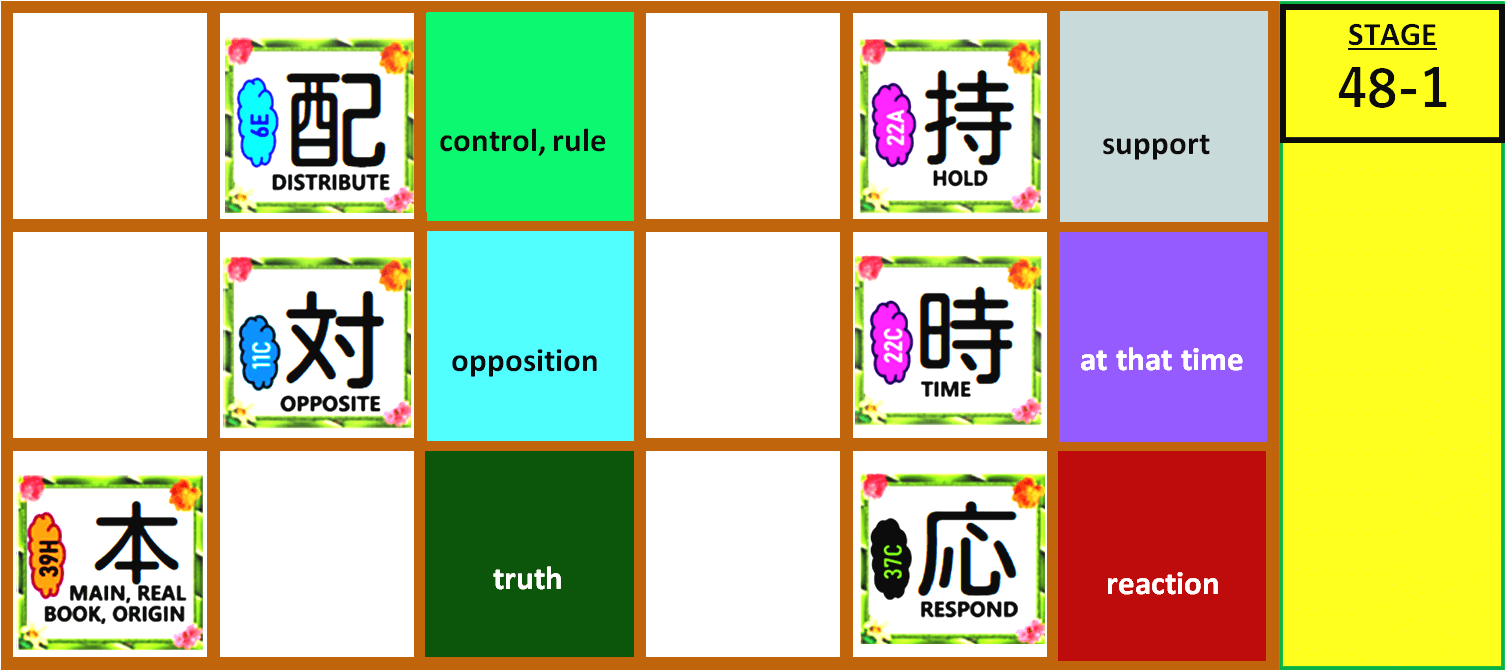 6E
配
DISTRIBUTE
control, rule
22A
持
HOLD
support
STAGE
48-1
11C
対
OPPOSITE
opposition
22C
時
TIME
at that time
39H
本
MAIN, REAL
BOOK, ORIGIN
truth
37C
応
RESPOND
reaction